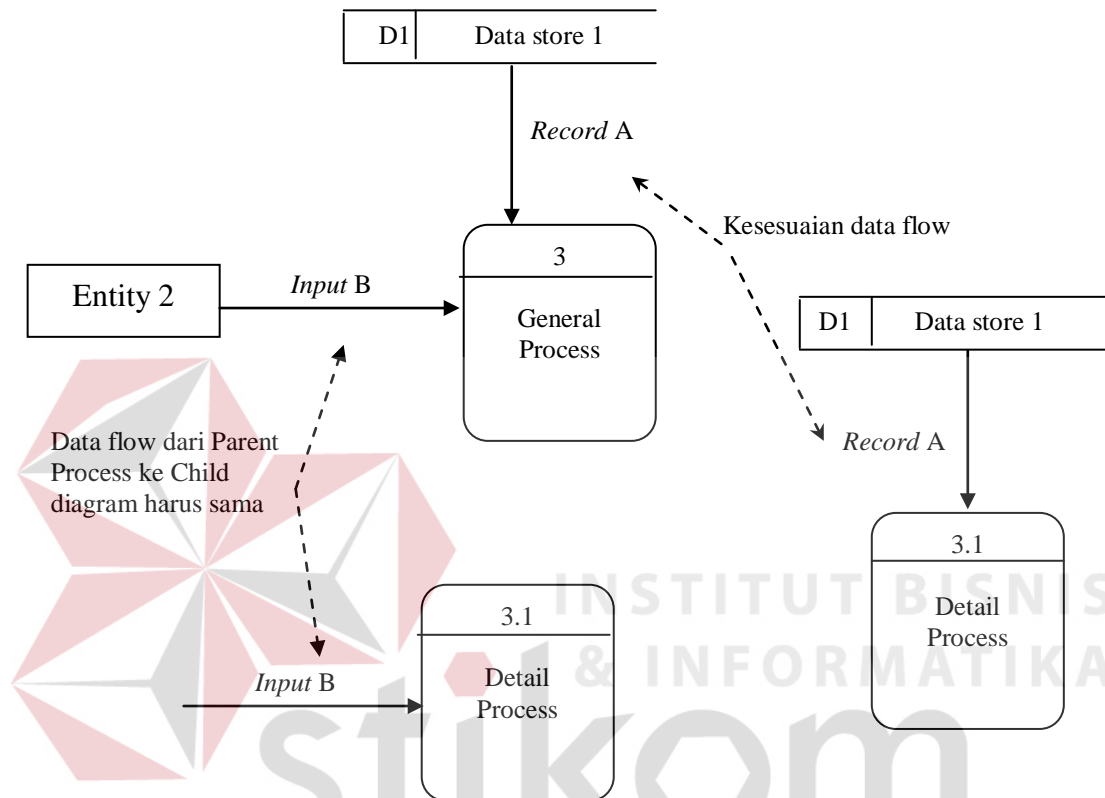 D1 Data store 1
Record A
Kesesuaian data flow
3
General
Process
Entity 2
Input B
D1 Data store 1
Record A
Data flow dari Parent
Process ke Child
diagram harus sama
3.1
Detail
Process
3.1
Detail
Process
Input B
INSTITUT BISNIS
& INFORMATIKA
stikom